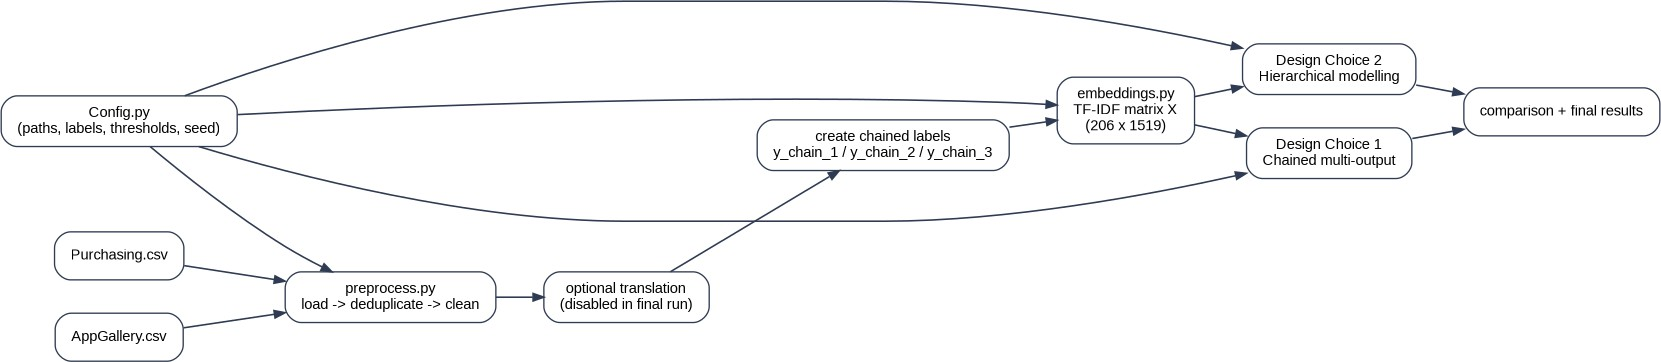 Config.py
(paths, labels, thresholds, seed)
Purchasing.csv
AppGallery.csv
preprocess.py
load -> deduplicate -> clean
optional translation
(disabled in final run)
create chained labels
y_chain_1 / y_chain_2 / y_chain_3
embeddings.py
TF-IDF matrix X
(206 x 1519)
Design Choice 2
Hierarchical modelling
Design Choice 1
Chained multi-output
comparison + final results